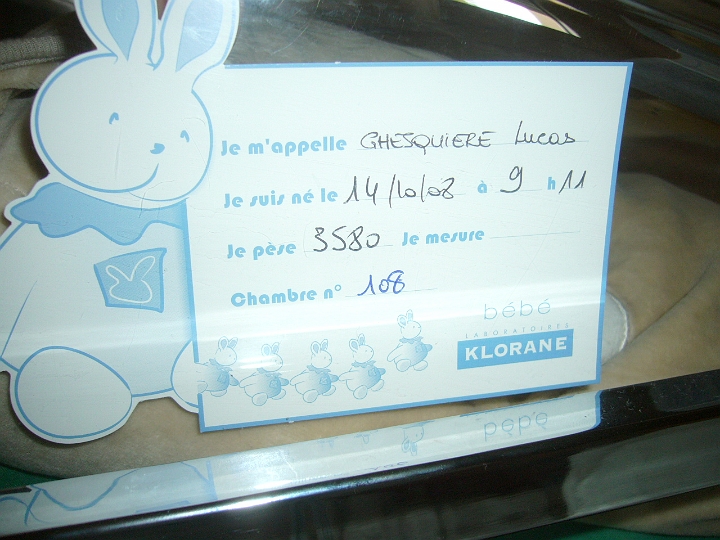 Je m'appelle GHESQUIERE Lucas
Je suis né le 14/10/08 à 9 h 11
Je pèse 3580 Je mesure
Chambre n° 108
bébé
LABORATOIRES
KLORANE
bébé